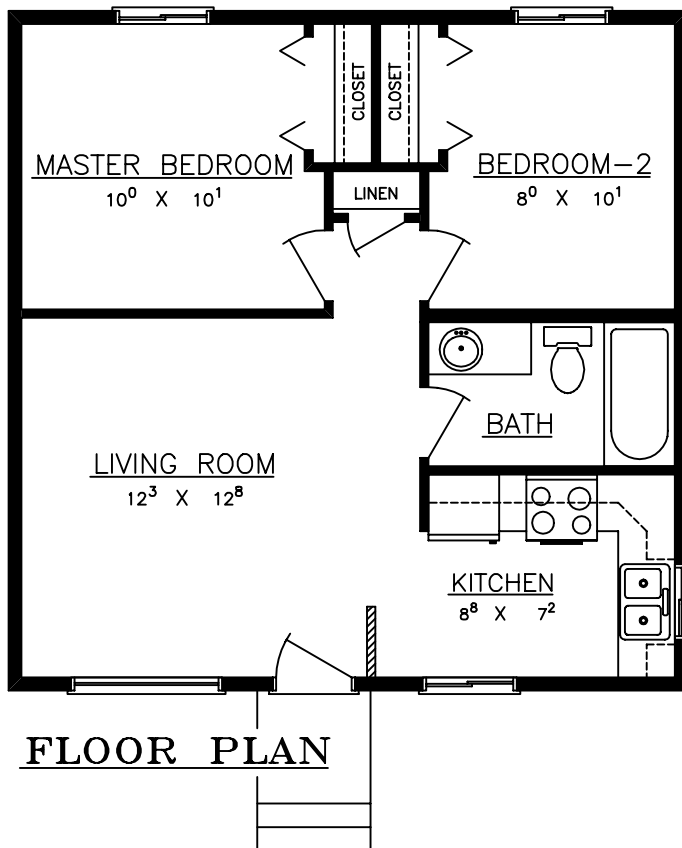 CLOSET
CLOSET
MASTER BEDROOM
10⁰ X 10¹
BEDROOM-2
8⁰ X 10¹
LINEN
BATH
LIVING ROOM
12³ X 12⁸
KITCHEN
8⁸ X 7²
FLOOR PLAN